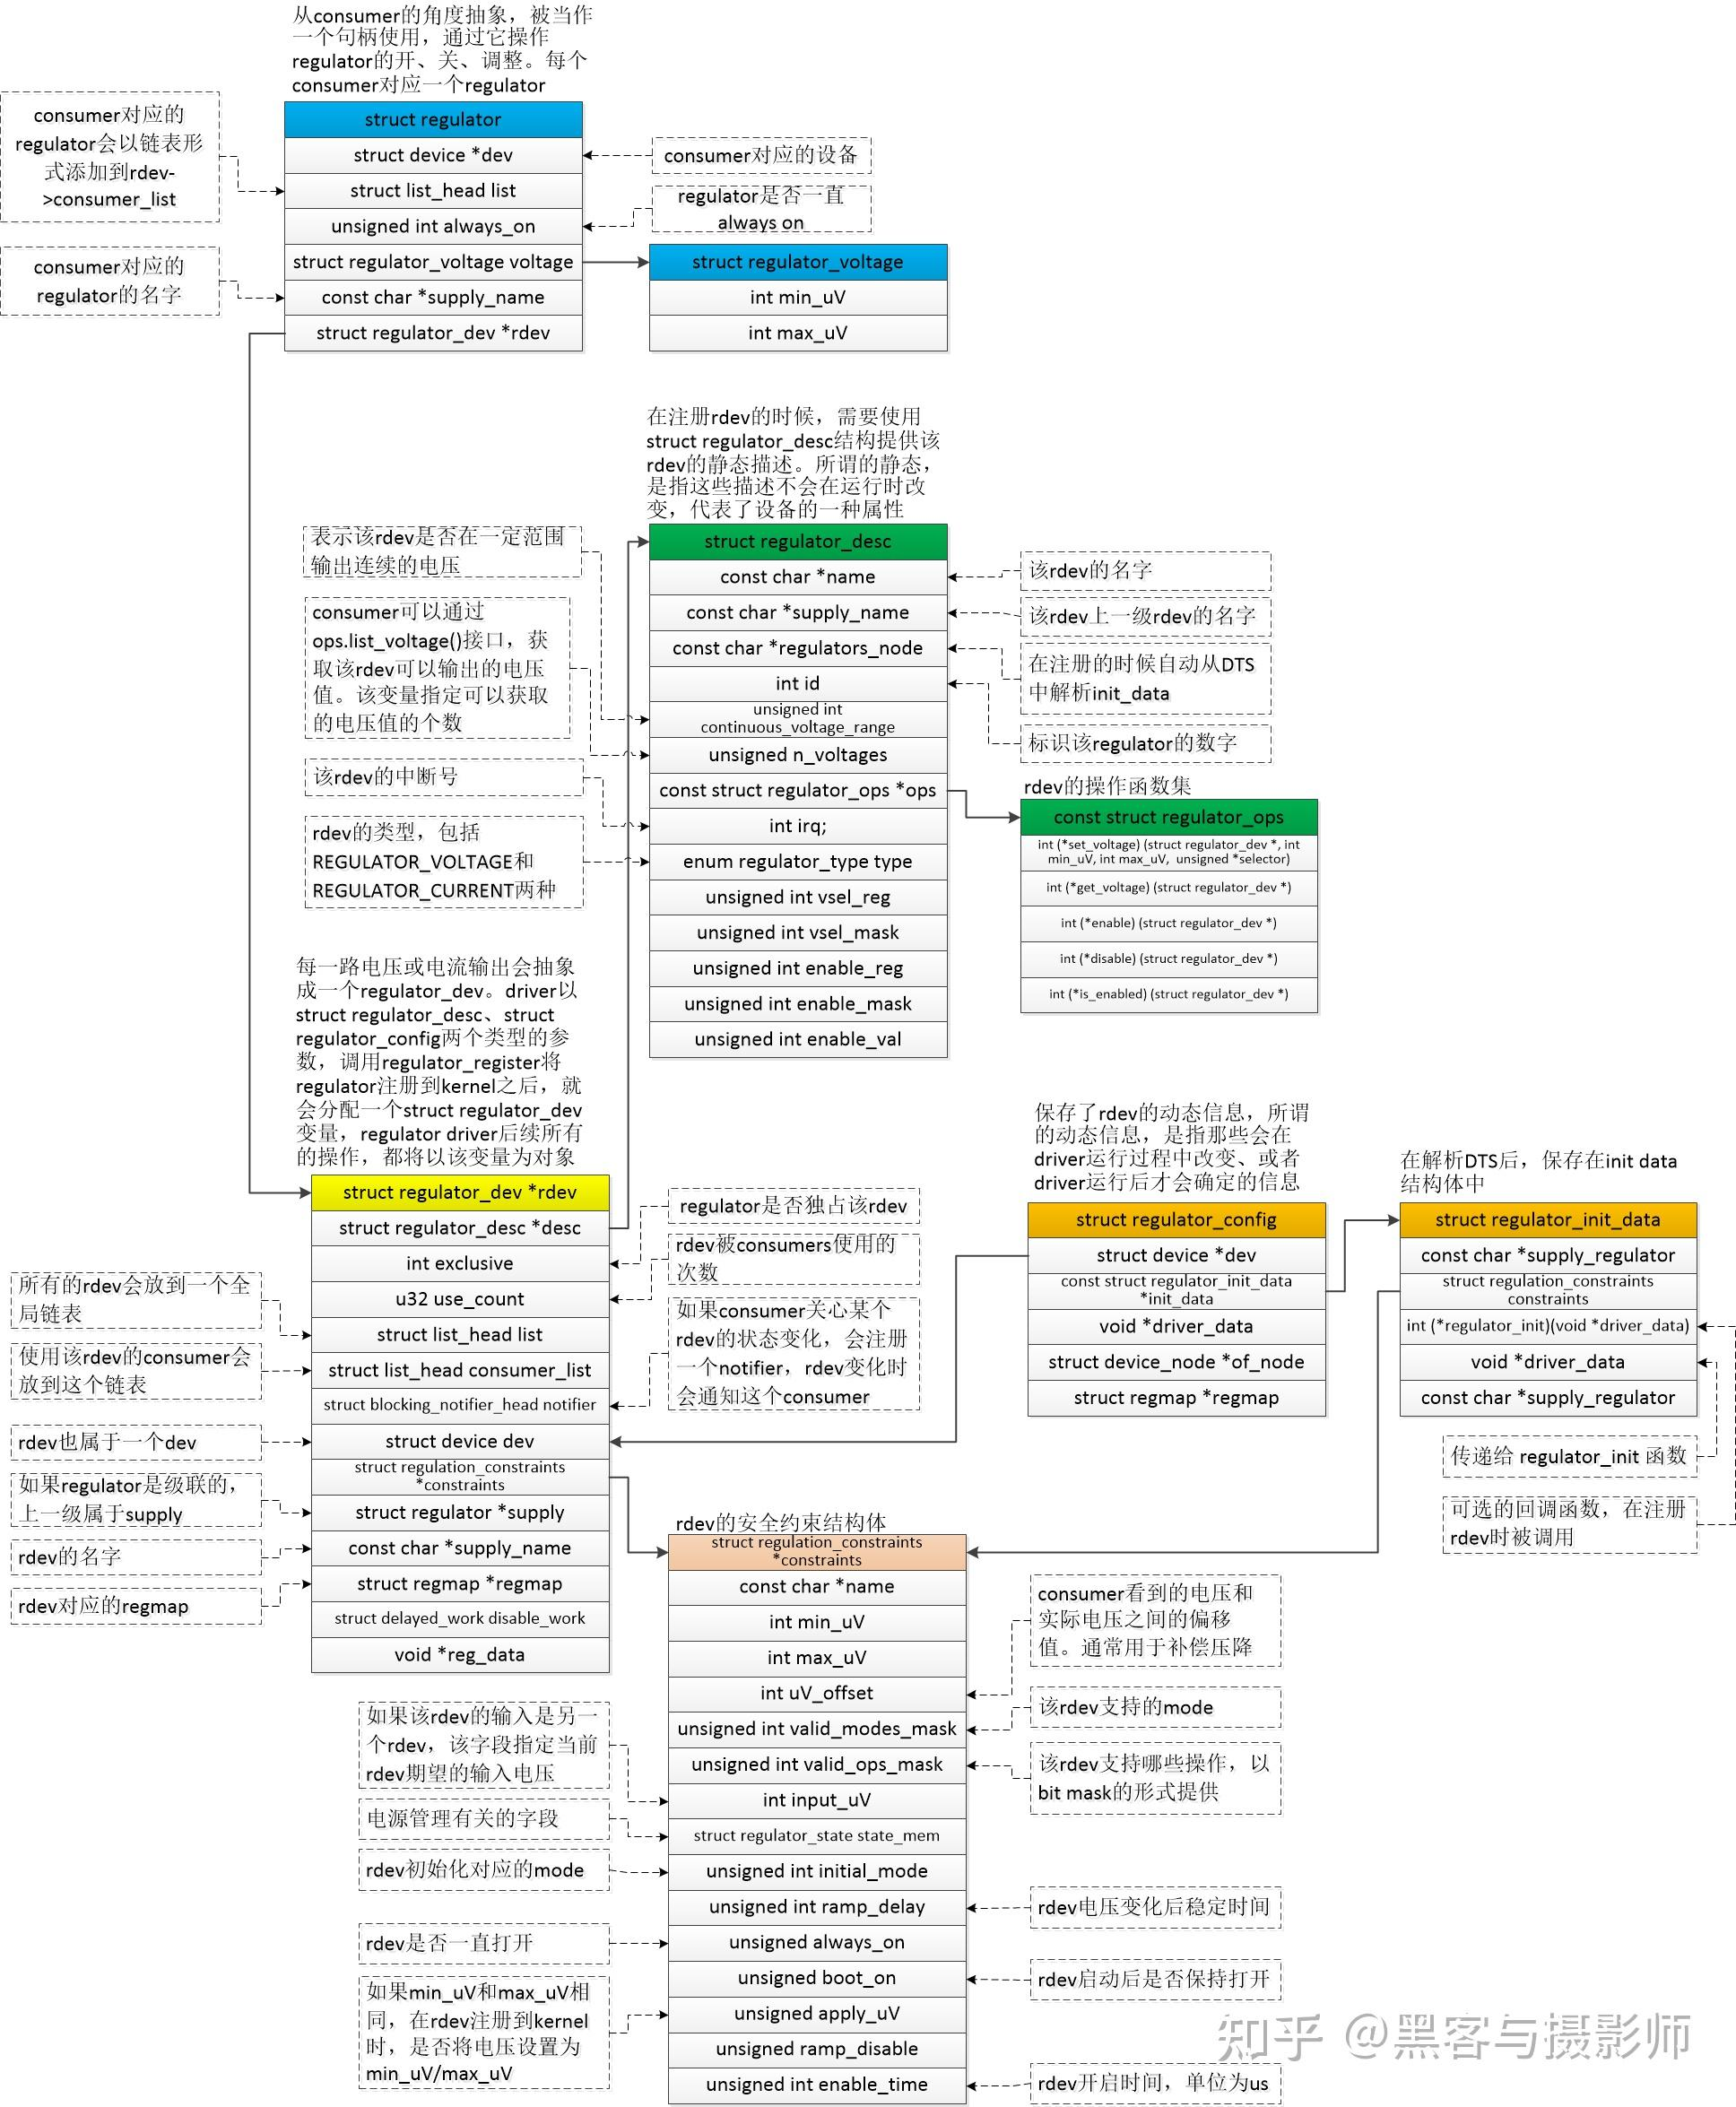 从consumer的角度抽象，被当作
一个句柄使用，通过它操作
regulator的开、关、调整。每个
consumer对应一个regulator
consumer对应的
regulator会以链表形
式添加到rdev-
>consumer_list
consumer对应的
regulator的名字
struct regulator
struct device *dev
struct list_head list
unsigned int always_on
struct regulator_voltage voltage
const char *supply_name
struct regulator_dev *rdev
consumer对应的设备
regulator是否一直
always on
struct regulator_voltage
int min_uV
int max_uV
在注册rdev的时候，需要使用
struct regulator_desc结构提供该
rdev的静态描述。所谓的静态，
是指这些描述不会在运行时改
变，代表了设备的一种属性
表示该rdev是否在一定范围
输出连续的电压
consumer可以通过
ops.list_voltage()接口，获
取该rdev可以输出的电压
值。该变量指定可以获取
的电压值的个数
该rdev的中断号
rdev的类型，包括
REGULATOR_VOLTAGE和
REGULATOR_CURRENT两种
struct regulator_desc
const char *name
const char *supply_name
const char *regulators_node
int id
unsigned int
continuous_voltage_range
unsigned n_voltages
const struct regulator_ops *ops
int irq;
enum regulator_type type
unsigned int vsel_reg
unsigned int vsel_mask
unsigned int enable_reg
unsigned int enable_mask
unsigned int enable_val
该rdev的名字
该rdev上一级rdev的名字
在注册的时候自动从DTS
中解析init_data
标识该regulator的数字
rdev的操作函数集
const struct regulator_ops
int (*set_voltage) (struct regulator_dev *, int
min_uV, int max_uV, unsigned *selector)
int (*get_voltage) (struct regulator_dev *)
int (*enable) (struct regulator_dev *)
int (*disable) (struct regulator_dev *)
int (*is_enabled) (struct regulator_dev *)
每一路电压或电流输出会抽象
成一个regulator_dev。driver以
struct regulator_desc、struct
regulator_config两个类型的参
数，调用regulator_register将
regulator注册到kernel之后，就
会分配一个struct regulator_dev
变量，regulator driver后续所有
的操作，都将以该变量为对象
所有的rdev会放到一个全
局链表
使用该rdev的consumer会
放到这个链表
rdev也属于一个dev
如果regulator是级联的，
上一级属于supply
rdev的名字
rdev对应的regmap
struct regulator_dev *rdev
struct regulator_desc *desc
int exclusive
u32 use_count
struct list_head list
struct list_head consumer_list
struct blocking_notifier_head notifier
struct device dev
struct regulation_constraints
*constraints
struct regulator *supply
const char *supply_name
struct regmap *regmap
struct delayed_work disable_work
void *reg_data
regulator是否独占该rdev
rdev被consumers使用的
次数
如果consumer关心某个
rdev的状态变化，会注册
一个notifier，rdev变化时
会通知这个consumer
保存了rdev的动态信息，所谓
的动态信息，是指那些会在
driver运行过程中改变、或者
driver运行后才会确定的信息
struct regulator_config
struct device *dev
const struct regulator_init_data
*init_data
void *driver_data
struct device_node *of_node
struct regmap *regmap
在解析DTS后，保存在init data
结构体中
struct regulator_init_data
const char *supply_regulator
struct regulation_constraints
constraints
int (*regulator_init)(void *driver_data)
void *driver_data
const char *supply_regulator
传递给 regulator_init 函数
可选的回调函数，在注册
rdev时被调用
rdev的安全约束结构体
struct regulation_constraints
*constraints
const char *name
int min_uV
int max_uV
int uV_offset
unsigned int valid_modes_mask
unsigned int valid_ops_mask
int input_uV
struct regulator_state state_mem
unsigned int initial_mode
unsigned int ramp_delay
unsigned always_on
unsigned boot_on
unsigned apply_uV
unsigned ramp_disable
unsigned int enable_time
如果该rdev的输入是另一
个rdev，该字段指定当前
rdev期望的输入电压
电源管理有关的字段
rdev初始化对应的mode
rdev是否一直打开
如果min_uV和max_uV相
同，在rdev注册到kernel
时，是否将电压设置为
min_uV/max_uV
consumer看到的电压和
实际电压之间的偏移
值。通常用于补偿压降
该rdev支持的mode
该rdev支持哪些操作，以
bit mask的形式提供
rdev电压变化后稳定时间
rdev启动后是否保持打开
rdev开启时间，单位为us
知乎 @黑客与摄影师